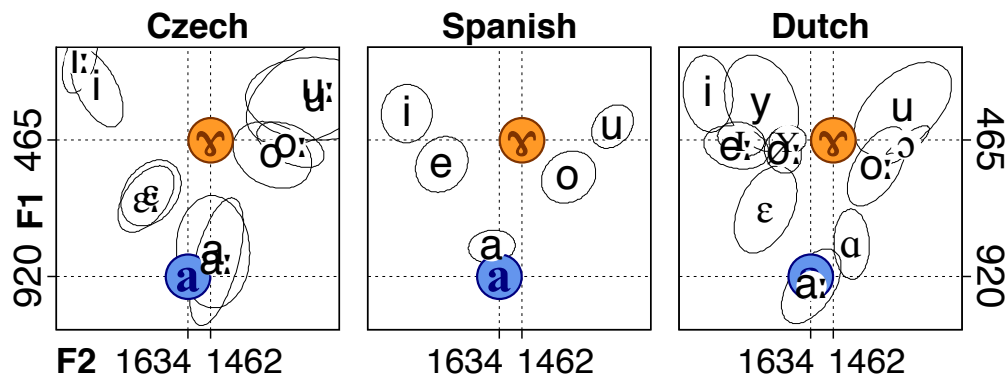 Czech Spanish Dutch
iː i uː u
i u
i y u
465 ɤ ɤ ɤ 465
o oː
e o
eː ɪ ø ʏ oː ɔ
F1 ɛ ɛː
ɛ ɑ
a aː
a
920 a a aː 920
F2 1634 1462 1634 1462 1634 1462